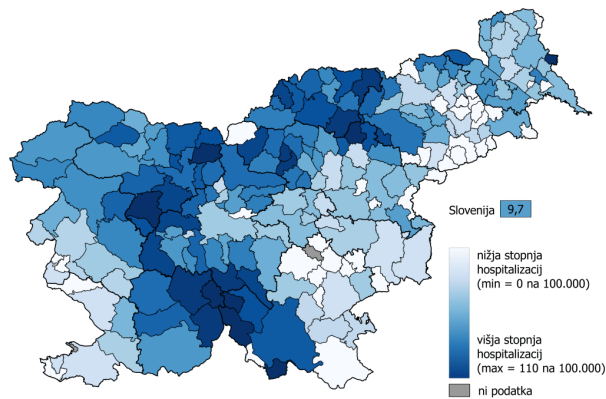 Slovenija 9,7
nižja stopnja
hospitalizacij
(min = 0 na 100.000)
višja stopnja
hospitalizacij
(max = 110 na 100.000)
ni podatka